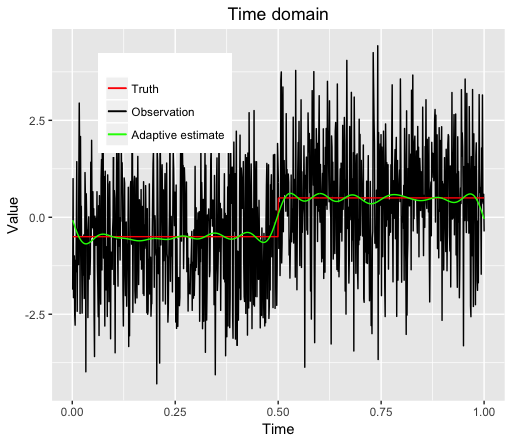 Time domain
Truth
Observation
Adaptive estimate
2.5
0.0
-2.5
Value
0.00
0.25
0.50
0.75
1.00
Time